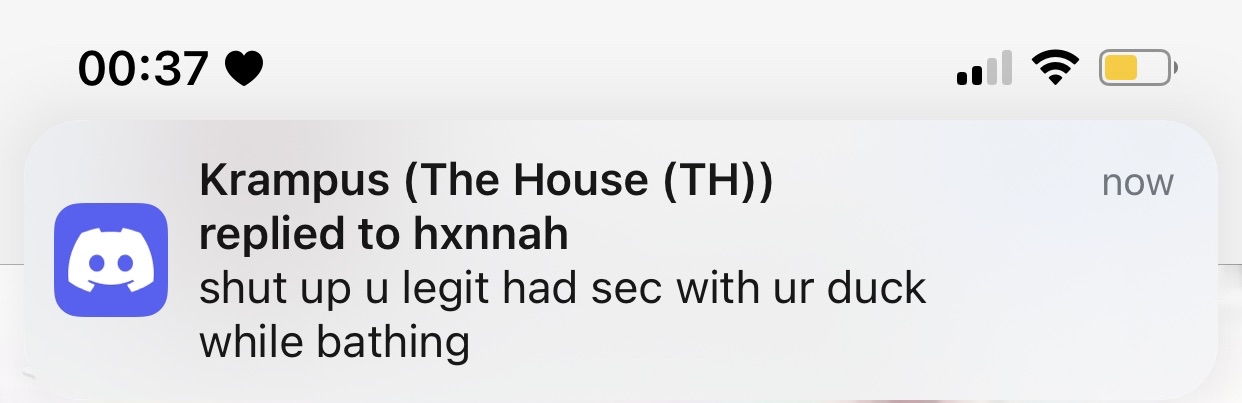 00:37
Krampus (The House (TH))
now
replied to hxnnah
shut up u legit had sec with ur duck
while bathing